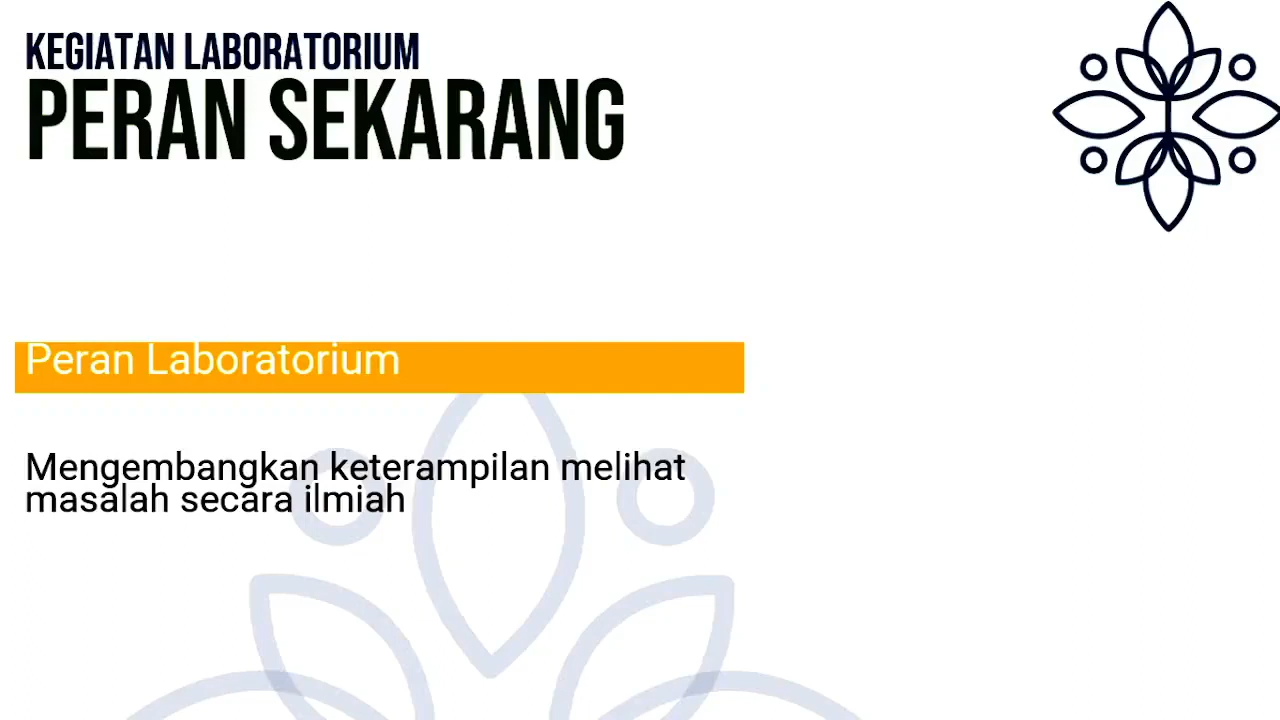 KEGIATAN LABORATORIUM
PERAN SEKARANG
Peran Laboratorium
Mengembangkan keterampilan melihat
masalah secara ilmiah